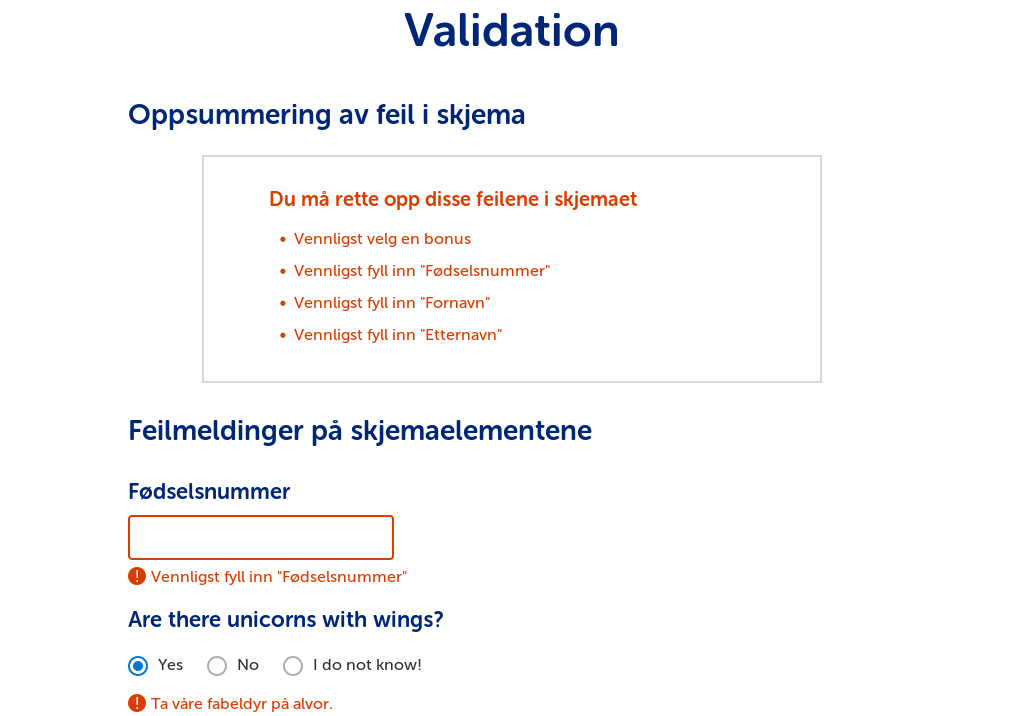 Validation
Oppsummering av feil i skjema
Du må rette opp disse feilene i skjemaet
• Vennligst velg en bonus
• Vennligst fyll inn "Fødselsnummer"
• Vennligst fyll inn "Fornavn"
• Vennligst fyll inn "Etternavn"
Feilmeldinger på skjemaelementene
Fødselsnummer
! Vennligst fyll inn "Fødselsnummer"
Are there unicorns with wings?
Yes No I do not know!
! Ta våre fabeldyr på alvor.